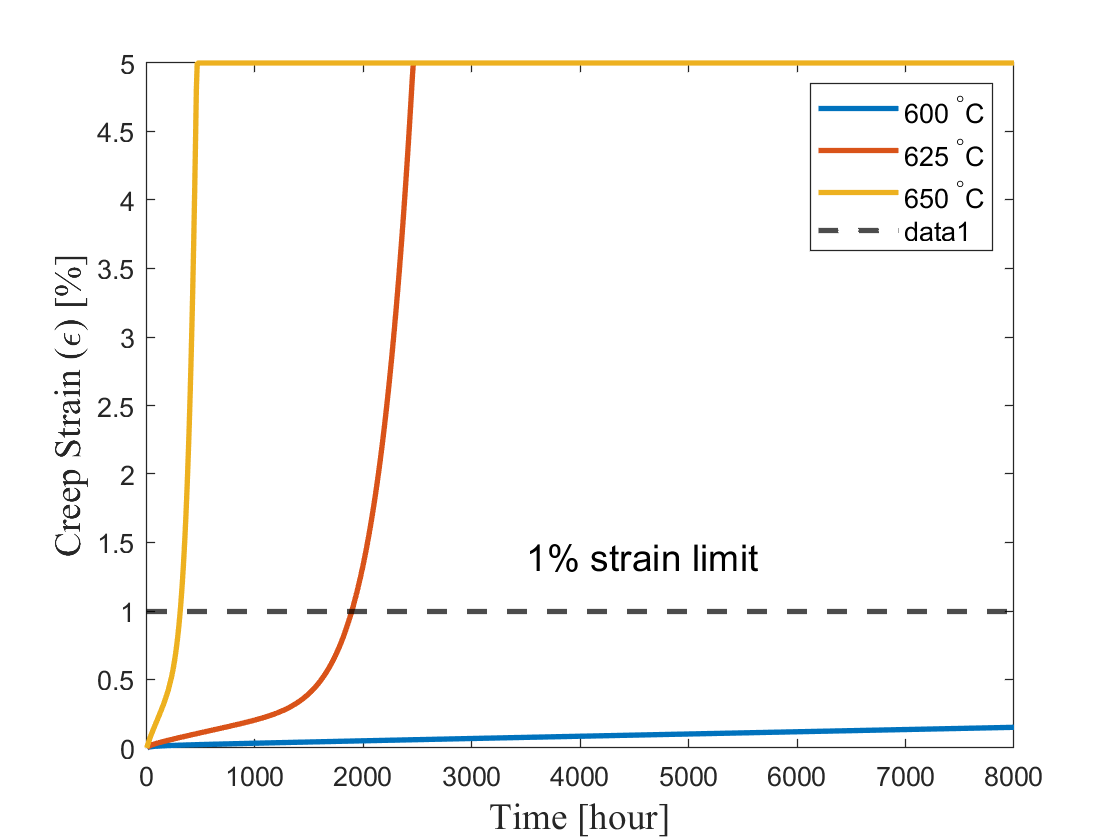 5
4.5
4
3.5
3
2.5
2
1.5
1
0.5
0
Creep Strain (ϵ) [%]
600 °C
625 °C
650 °C
data1
1% strain limit
0 1000 2000 3000 4000 5000 6000 7000 8000
Time [hour]